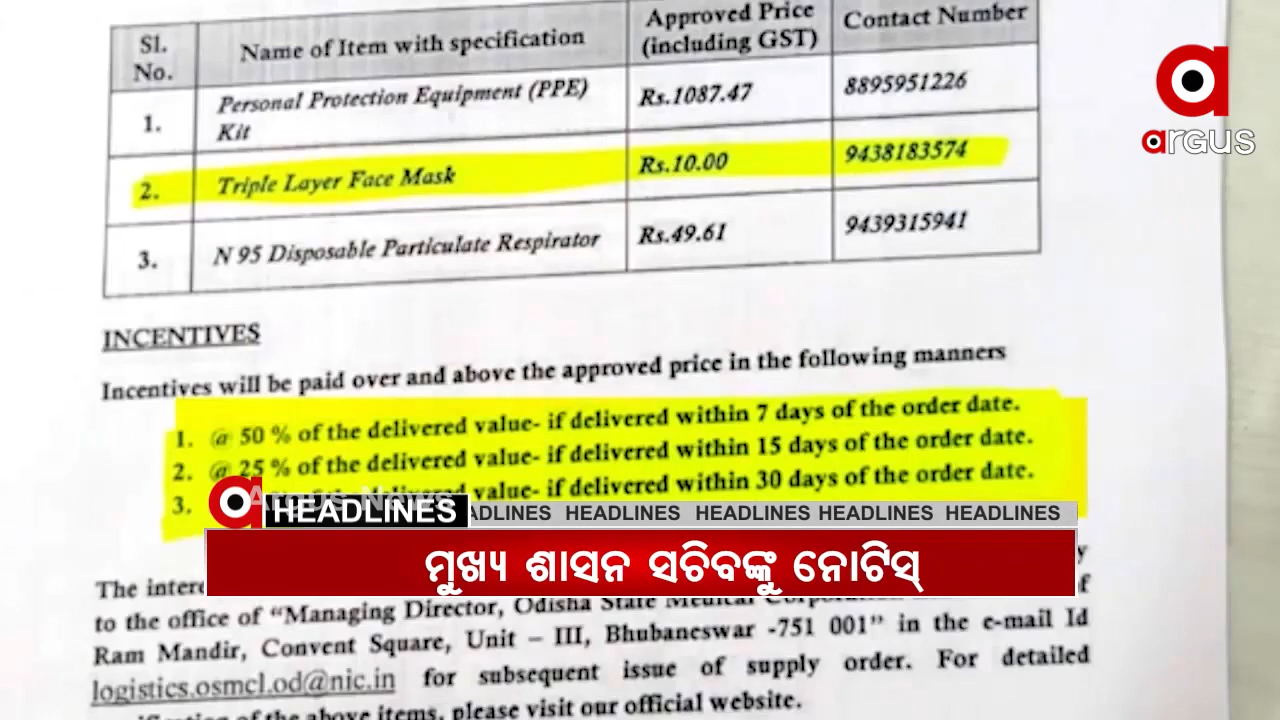 Sl. No.
Name of Item with specification
Approved Price (including GST)
Contact Number
1.
Personal Protection Equipment (PPE) Kit
Rs.1087.47
8895951226
2.
Triple Layer Face Mask
Rs.10.00
9438183574
3.
N 95 Disposable Particulate Respirator
Rs.49.61
9439315941
argus
INCENTIVES
Incentives will be paid over and above the approved price in the following manners
1. @ 50 % of the delivered value- if delivered within 7 days of the order date.
2. @ 25 % of the delivered value- if delivered within 15 days of the order date.
3. value- if delivered within 30 days of the order date.
Argus News
HEADLINES
HEADLINES HEADLINES HEADLINES HEADLINES
ମୁଖ୍ୟ ଶାସନ ସଚିବଙ୍କୁ ନୋଟିସ୍
The
to the office of “Managing Director, Odisha State Medical
Ram Mandir, Convent Square, Unit – III, Bhubaneswar -751 001” in the e-mail Id
logistics.osmcl.od@nic.in for subsequent issue of supply order. For detailed
of the above items, please visit our official website.